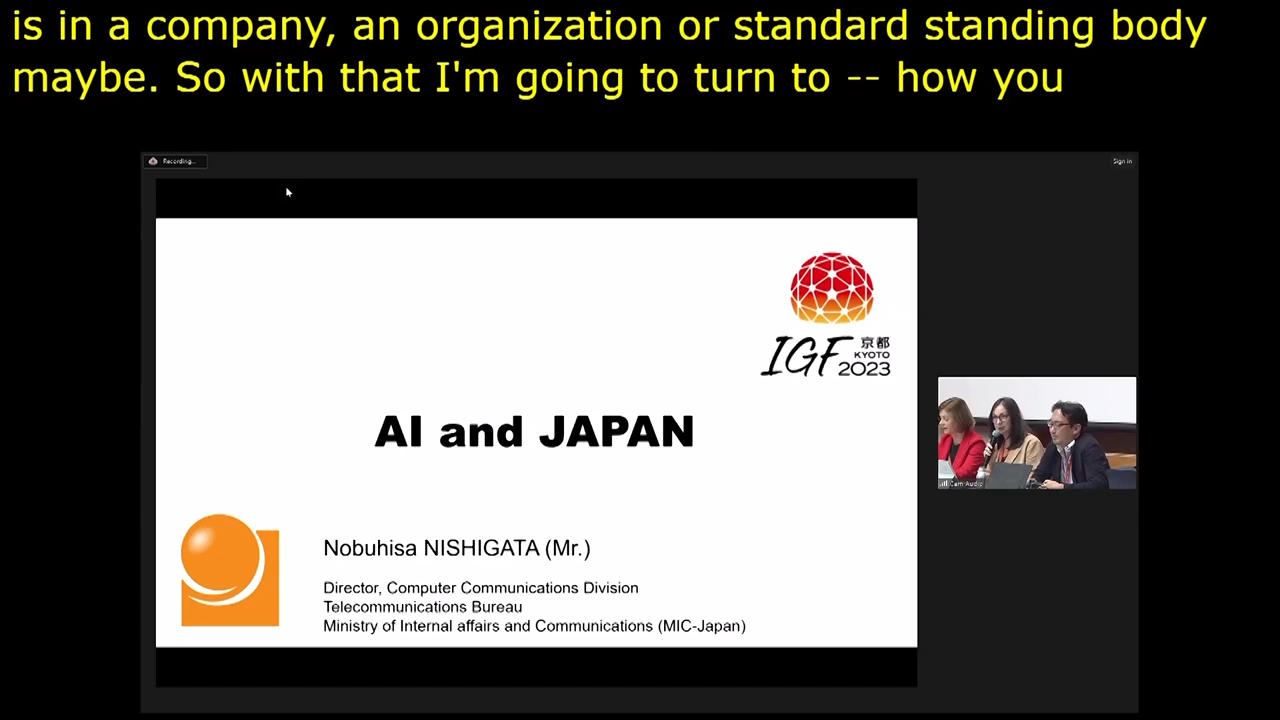 is in a company, an organization or standard standing body
maybe. So with that I'm going to turn to -- how you
Recording...
Sign in
IGF 京都
KYOTO
2023
AI and JAPAN
Nobuhisa NISHIGATA (Mr.)
Director, Computer Communications Division
Telecommunications Bureau
Ministry of Internal affairs and Communications (MIC-Japan)
Cam Audio